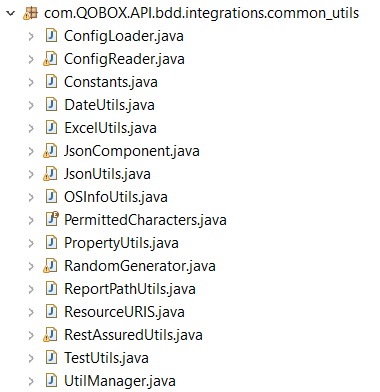 com.QOBOX.API.bdd.integrations.common_utils
ConfigLoader.java
ConfigReader.java
Constants.java
DateUtils.java
ExcelUtils.java
JsonComponent.java
JsonUtils.java
OSInfoUtils.java
PermittedCharacters.java
PropertyUtils.java
RandomGenerator.java
ReportPathUtils.java
ResourceURIS.java
RestAssuredUtils.java
TestUtils.java
UtilManager.java